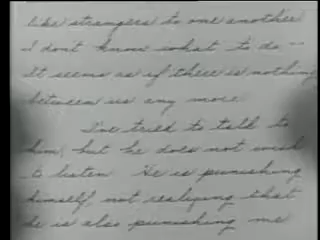 like strangers to one another
I don't know what to do --
It seems as if there is nothing
between us any more.
I've tried to talk to
him, but he does not wish
to listen. He is punishing
himself, not realizing that
he is also punishing me